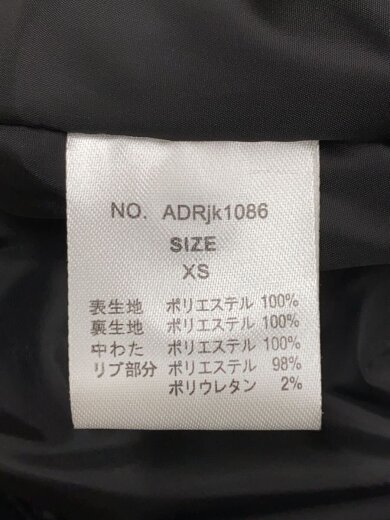 NO. ADRjk1086
SIZE
XS
表生地 ポリエステル 100%
裏生地 ポリエステル 100%
中わた ポリエステル 100%
リブ部分 ポリエステル 98%
ポリウレタン 2%